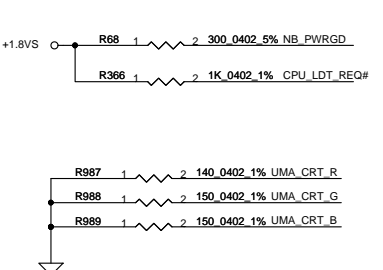 R68 1 2 300_0402_5% NB_PWRGD
+1.8VS
R366 1 2 1K_0402_1% CPU_LDT_REQ#
R987 1 2 140_0402_1% UMA_CRT_R
R988 1 2 150_0402_1% UMA_CRT_G
R989 1 2 150_0402_1% UMA_CRT_B